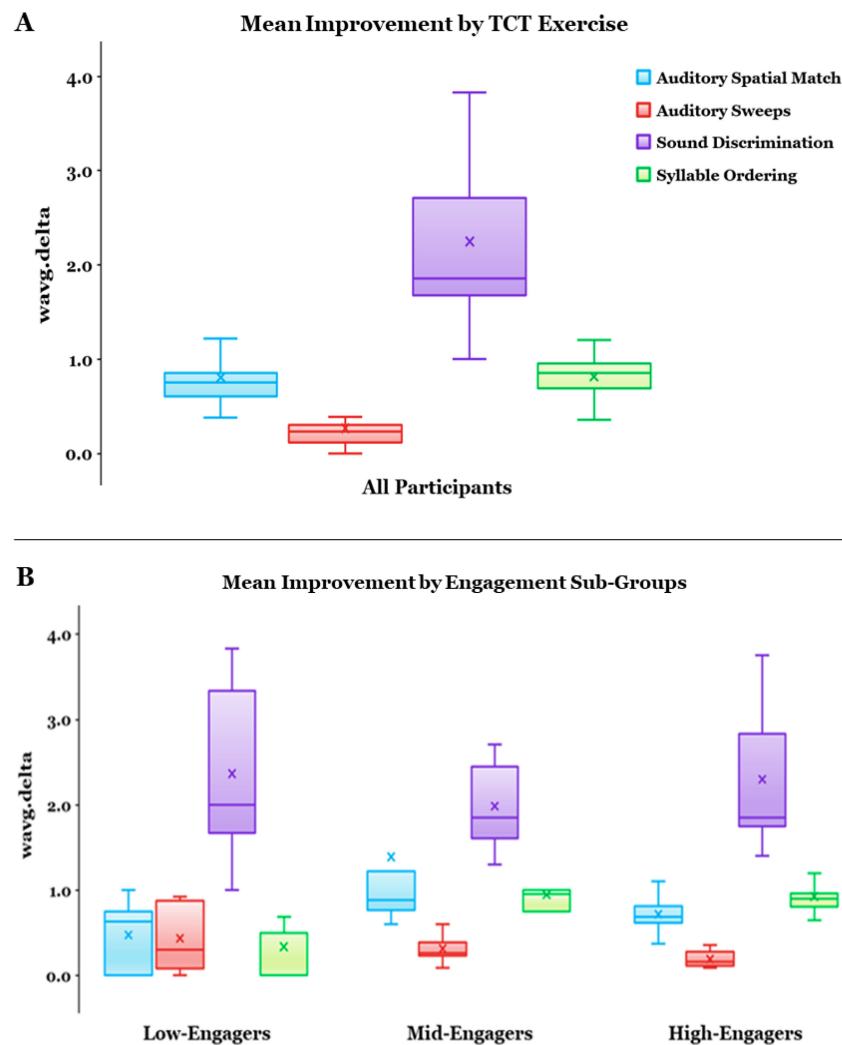 A
Mean Improvement by TCT Exercise
4.0
3.0
2.0
1.0
0.0
wavg.delta
Auditory Spatial Match
Auditory Sweeps
Sound Discrimination
Syllable Ordering
All Participants
B
Mean Improvement by Engagement Sub-Groups
4.0
3.0
2.0
1.0
0.0
wavg.delta
Low-Engagers
Mid-Engagers
High-Engagers